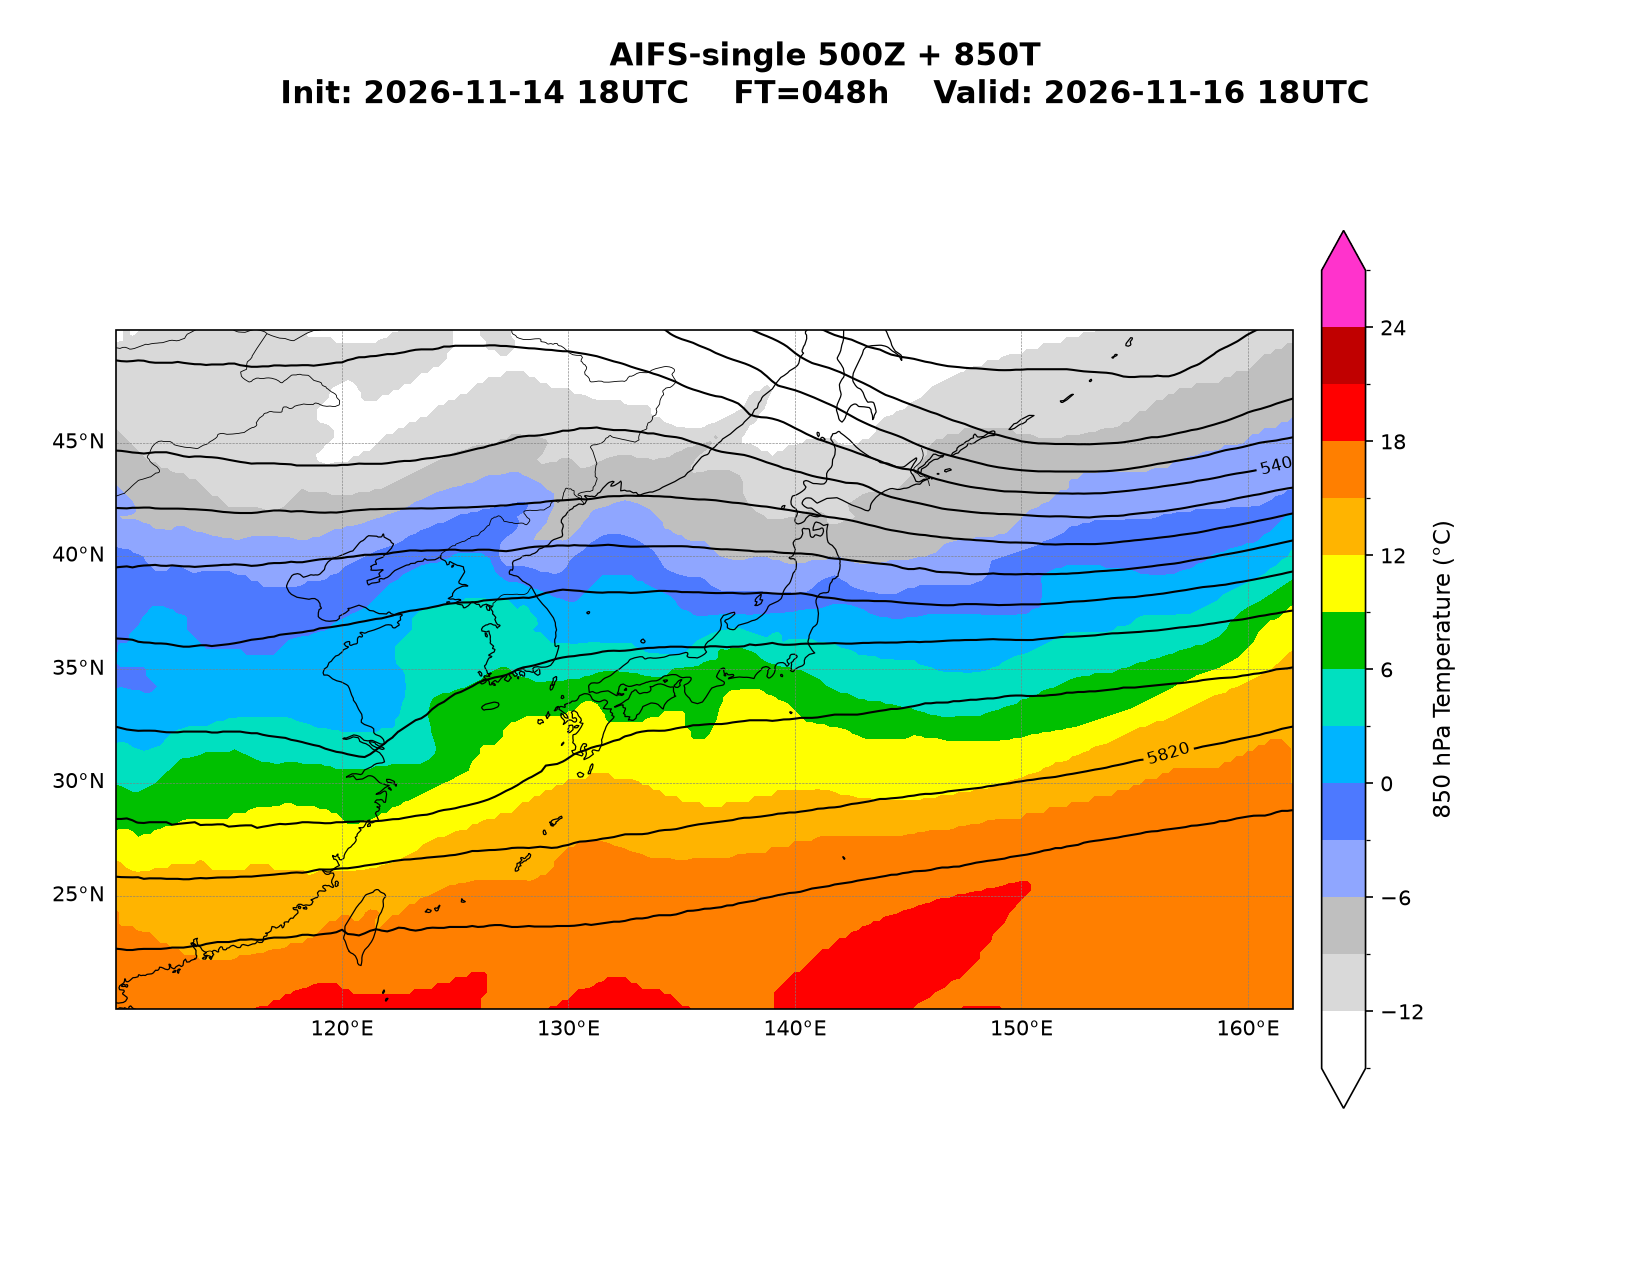 AIFS-single 500Z + 850T
Init: 2026-11-14 18UTC    FT=048h    Valid: 2026-11-16 18UTC
45°N
40°N
35°N
30°N
25°N
120°E
130°E
140°E
150°E
160°E
540
5820
24
18
12
6
0
−6
−12
850 hPa Temperature (°C)